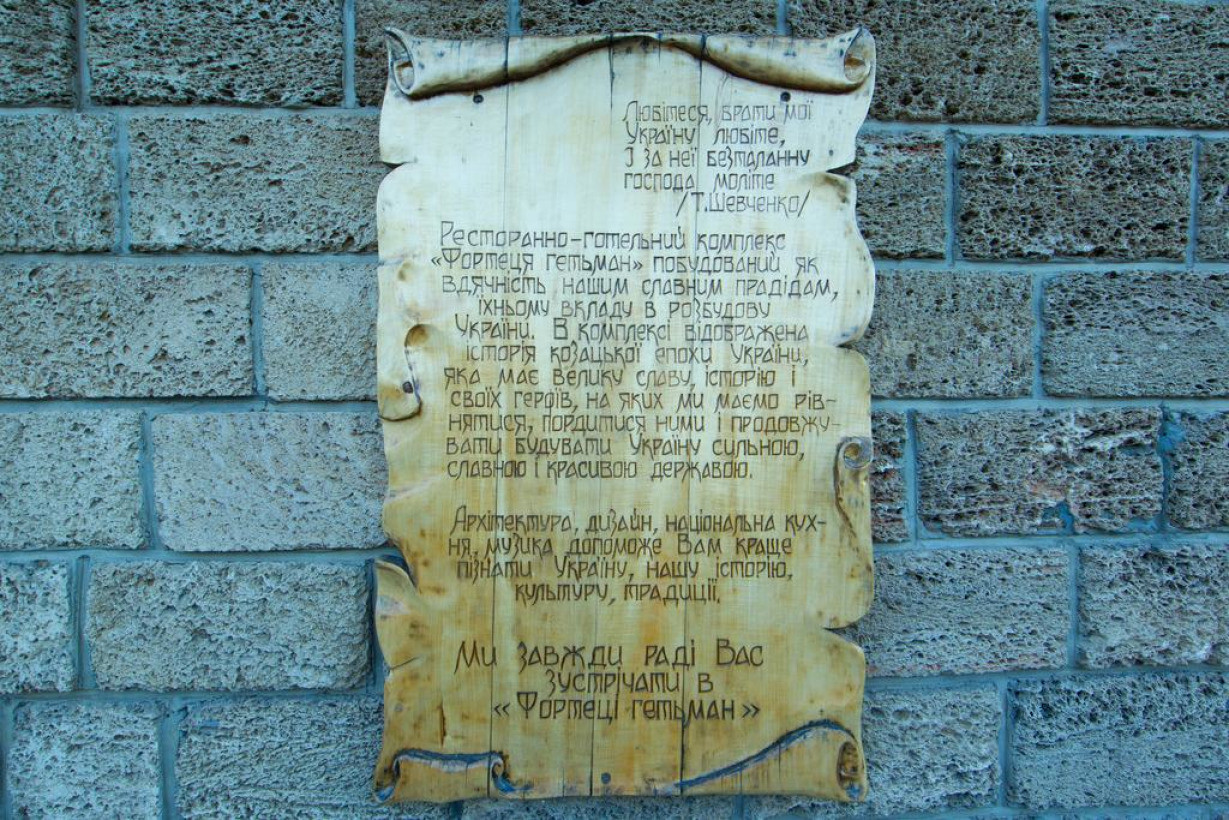 Любітеся, брати мої
Україну любіте,
І за неї безталанну
господа моліте
/Т.Шевченко/
Ресторанно-готельний комплекс
«Фортеця гетьман» побудований як
вдячність нашим славним прадідам,
їхньому вкладу в розбудову
України. В комплексі відображена
історія козацької епохи України,
яка має велику славу, історію і
своїх героїв, на яких ми маємо рів-
нятися, пордитися ними і продовжу-
вати будувати Україну сильною,
славною і красивою державою.
Архітектура, дизайн, національна кух-
ня, музика допоможе Вам краще
пізнати Україну, нашу історію,
культуру, традиції.
Ми завжди раді Вас
зустрічати в
«Фортеці гетьман»